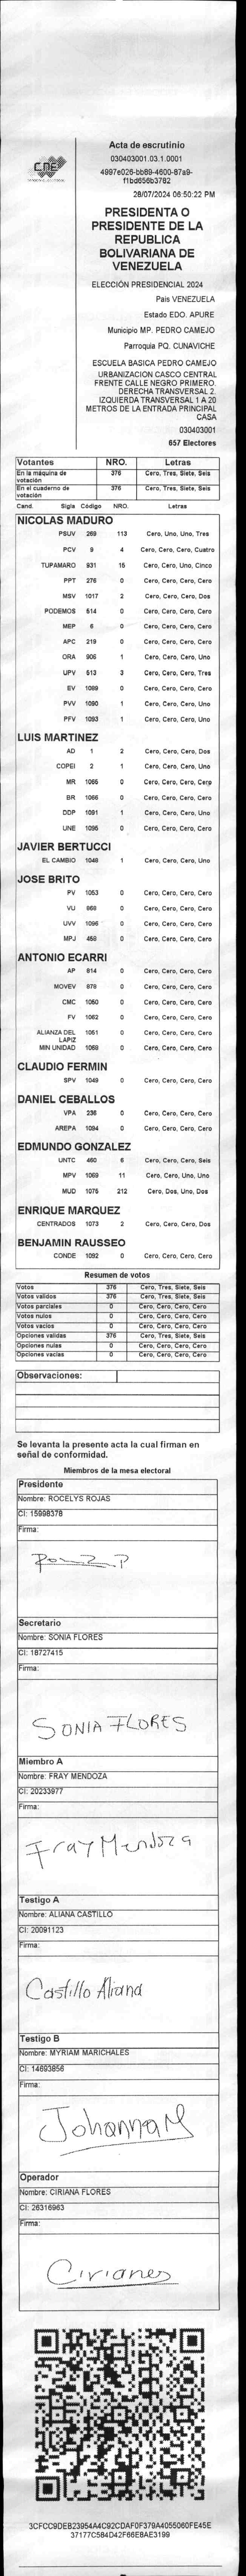 CNE
Acta de escrutinio
030403001.03.1.0001
4997e026-bb89-4600-87a9-
f1bd656b3782
28/07/2024 06:50:22 PM
PRESIDENTA O
PRESIDENTE DE LA
REPUBLICA
BOLIVARIANA DE
VENEZUELA
ELECCIÓN PRESIDENCIAL 2024
Pais VENEZUELA
Estado EDO. APURE
Municipio MP. PEDRO CAMEJO
Parroquia PQ. CUNAVICHE
ESCUELA BASICA PEDRO CAMEJO
URBANIZACION CASCO CENTRAL
FRENTE CALLE NEGRO PRIMERO.
DERECHA TRANSVERSAL 2.
IZQUIERDA TRANSVERSAL 1 A 20
METROS DE LA ENTRADA PRINCIPAL
CASA
030403001
657 Electores
Votantes NRO. Letras
En la máquina de votación 376 Cero, Tres, Siete, Seis
En el cuaderno de votación 376 Cero, Tres, Siete, Seis
Cand. Sigla Código NRO. Letras
NICOLAS MADURO
PSUV 269 113 Cero, Uno, Uno, Tres
PCV 9 4 Cero, Cero, Cero, Cuatro
TUPAMARO 931 15 Cero, Cero, Uno, Cinco
PPT 276 0 Cero, Cero, Cero, Cero
MSV 1017 2 Cero, Cero, Cero, Dos
PODEMOS 514 0 Cero, Cero, Cero, Cero
MEP 6 0 Cero, Cero, Cero, Cero
APC 219 0 Cero, Cero, Cero, Cero
ORA 906 1 Cero, Cero, Cero, Uno
UPV 513 3 Cero, Cero, Cero, Tres
EV 1089 0 Cero, Cero, Cero, Cero
PVV 1090 1 Cero, Cero, Cero, Uno
PFV 1093 1 Cero, Cero, Cero, Uno
LUIS MARTINEZ
AD 1 2 Cero, Cero, Cero, Dos
COPEI 2 1 Cero, Cero, Cero, Uno
MR 1065 0 Cero, Cero, Cero, Cero
BR 1066 0 Cero, Cero, Cero, Cero
DDP 1091 1 Cero, Cero, Cero, Uno
UNE 1095 0 Cero, Cero, Cero, Cero
JAVIER BERTUCCI
EL CAMBIO 1048 1 Cero, Cero, Cero, Uno
JOSE BRITO
PV 1053 0 Cero, Cero, Cero, Cero
VU 868 0 Cero, Cero, Cero, Cero
UVV 1096 0 Cero, Cero, Cero, Cero
MPJ 458 0 Cero, Cero, Cero, Cero
ANTONIO ECARRI
AP 814 0 Cero, Cero, Cero, Cero
MOVEV 879 0 Cero, Cero, Cero, Cero
CMC 1050 0 Cero, Cero, Cero, Cero
FV 1062 0 Cero, Cero, Cero, Cero
ALIANZA DEL LAPIZ 1051 0 Cero, Cero, Cero, Cero
MIN UNIDAD 1068 0 Cero, Cero, Cero, Cero
CLAUDIO FERMIN
SPV 1049 0 Cero, Cero, Cero, Cero
DANIEL CEBALLOS
VPA 236 0 Cero, Cero, Cero, Cero
AREPA 1094 0 Cero, Cero, Cero, Cero
EDMUNDO GONZALEZ
UNTC 460 6 Cero, Cero, Cero, Seis
MPV 1069 11 Cero, Cero, Uno, Uno
MUD 1075 212 Cero, Dos, Uno, Dos
ENRIQUE MARQUEZ
CENTRADOS 1073 2 Cero, Cero, Cero, Dos
BENJAMIN RAUSSEO
CONDE 1092 0 Cero, Cero, Cero, Cero
Resumen de votos
Votos 376 Cero, Tres, Siete, Seis
Votos validos 376 Cero, Tres, Siete, Seis
Votos parciales 0 Cero, Cero, Cero, Cero
Votos nulos 0 Cero, Cero, Cero, Cero
Votos vacios 0 Cero, Cero, Cero, Cero
Opciones validas 376 Cero, Tres, Siete, Seis
Opciones nulas 0 Cero, Cero, Cero, Cero
Opciones vacias 0 Cero, Cero, Cero, Cero
Observaciones:
Se levanta la presente acta la cual firman en
señal de conformidad.
Miembros de la mesa electoral
Presidente
Nombre: ROCELYS ROJAS
CI: 15998378
Firma:
Secretario
Nombre: SONIA FLORES
CI: 18727415
Firma:
SONIA FLORES
Miembro A
Nombre: FRAY MENDOZA
CI: 20233977
Firma:
Fray Mendoza
Testigo A
Nombre: ALIANA CASTILLO
CI: 20091123
Firma:
Castillo Aliana
Testigo B
Nombre: MYRIAM MARICHALES
CI: 14693856
Firma:
Johanna M
Operador
Nombre: CIRIANA FLORES
CI: 26316963
Firma:
Cirianes
3CFCC9DEB23954A4C92CDAF0F379A4055060FE45E
37177C584D42F66E8AE3199